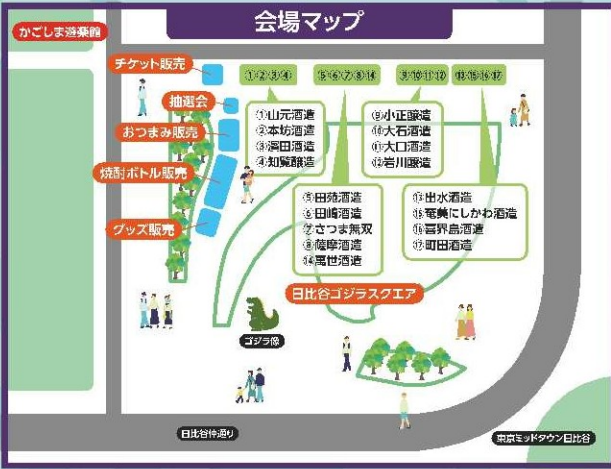 会場マップ
かごしま遊楽館
チケット販売
抽選会
おつまみ販売
焼酎ボトル販売
グッズ販売
①②③④
⑤⑥⑦⑧⑭
⑨⑩⑪⑫
⑬⑮⑯⑰
①山元酒造
②本坊酒造
③濵田酒造
④知覧醸造
⑨小正醸造
⑩大石酒造
⑪大口酒造
⑫岩川醸造
⑤田苑酒造
⑥田崎酒造
⑦さつま無双
⑧薩摩酒造
⑭萬世酒造
⑬出水酒造
⑮奄美にしかわ酒造
⑯喜界島酒造
⑰町田酒造
日比谷ゴジラスクエア
ゴジラ像
日比谷仲通り
東京ミッドタウン日比谷